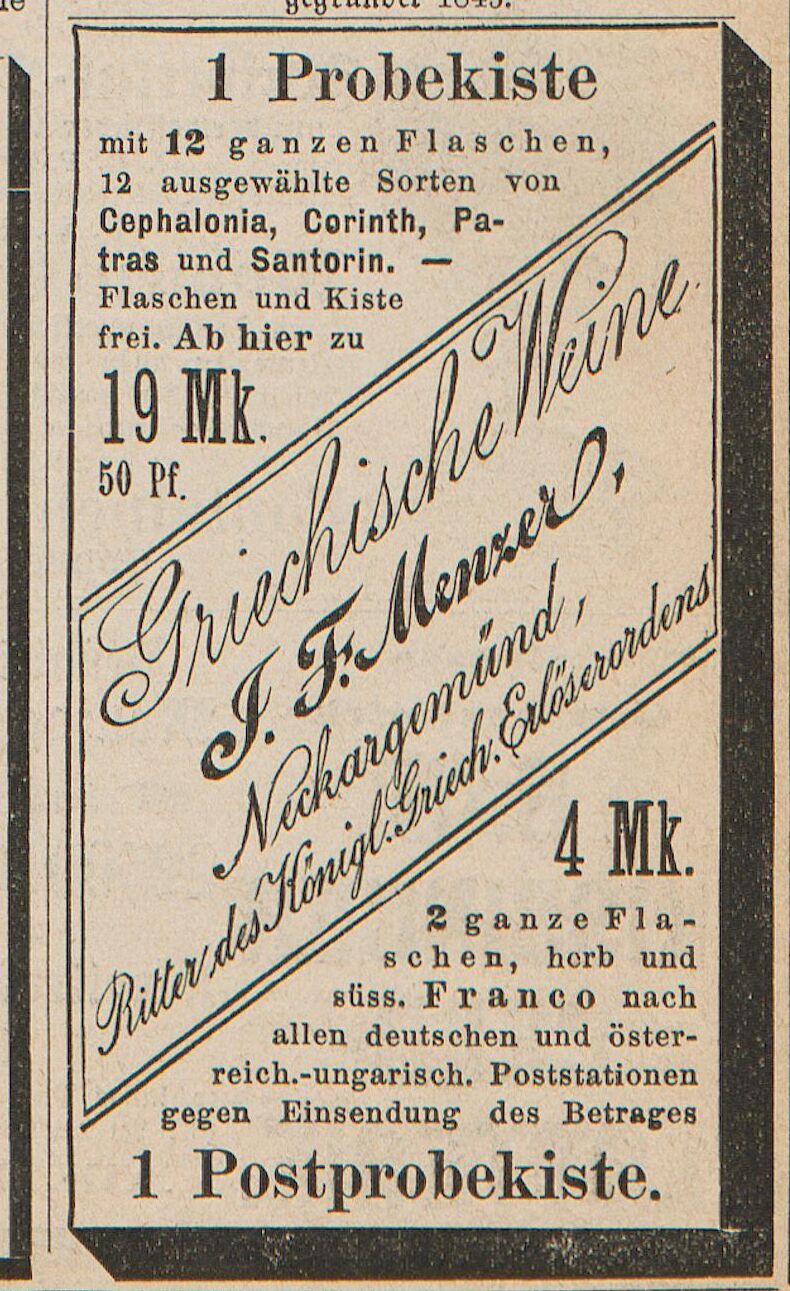 gegründet 1845.
1 Probekiste
mit 12 ganzen Flaschen,
12 ausgewählte Sorten von
Cephalonia, Corinth, Pa-
tras und Santorin. —
Flaschen und Kiste
frei. Ab hier zu
19 Mk.
50 Pf.
Griechische Weine.
J. F. Menzer,
Neckargemünd,
Ritter des Königl. Griech. Erlöserordens
4 Mk.
2 ganze Fla-
schen, herb und
süss. Franco nach
allen deutschen und öster-
reich.-ungarisch. Poststationen
gegen Einsendung des Betrages
1 Postprobekiste.